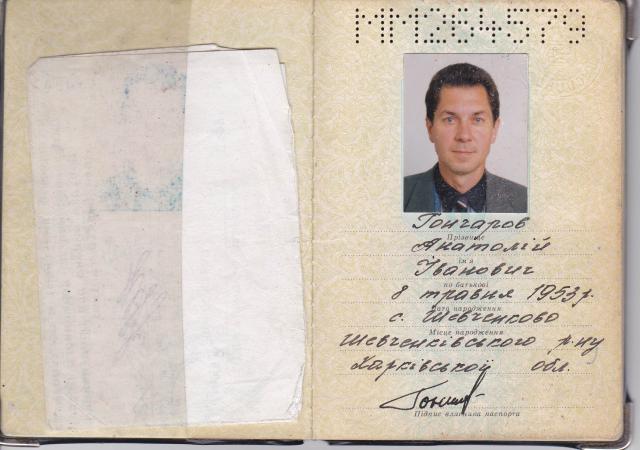 ММ264579
Гончаров
Прізвище
Анатолій
ім'я
Іванович
по батькові
8 травня 1953 р.
Дата народження
с. Шевченково
Місце народження
Шевченківського р-ну
Харківської обл.
Підпис власника паспорта